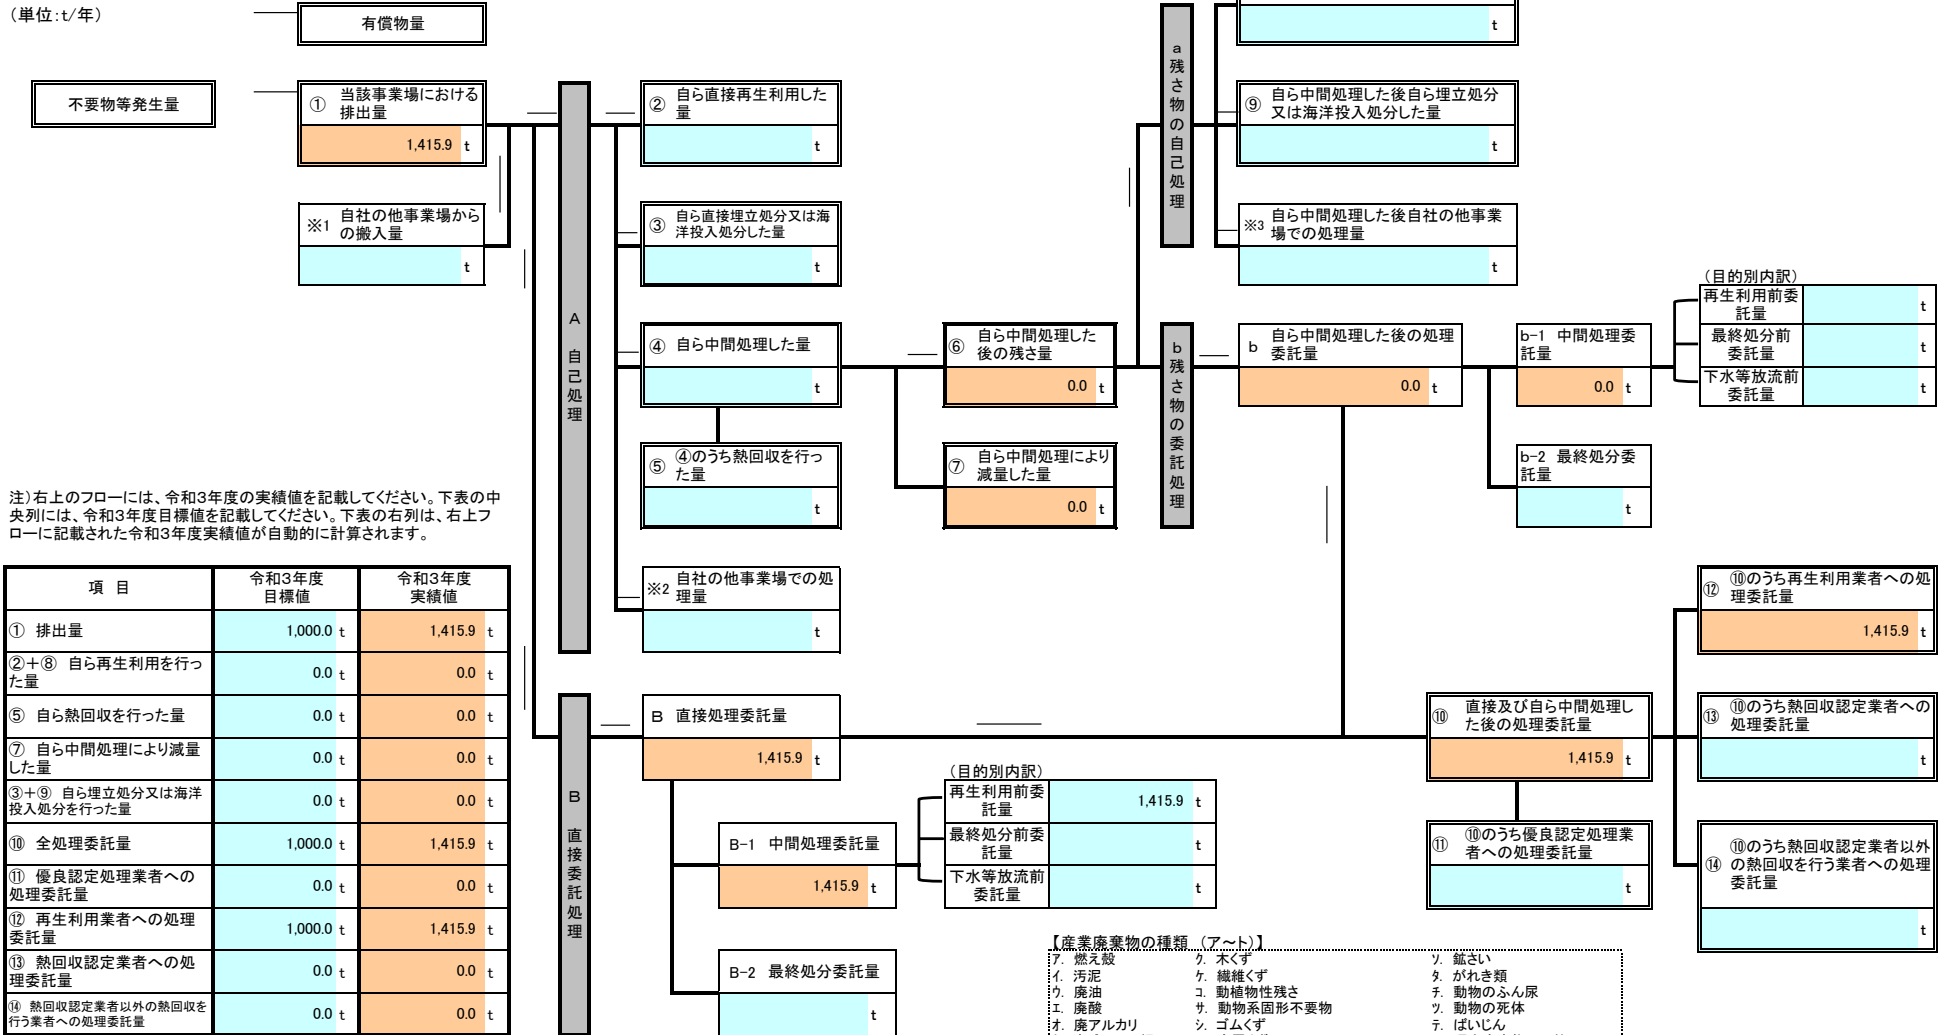 (単位:t/年)
有償物量
不要物等発生量
① 当該事業場における
排出量
1,415.9 t
※1 自社の他事業場から
の搬入量
t
A 自己処理
② 自ら直接再生利用した
量
t
③ 自ら直接埋立処分又は海
洋投入処分した量
t
④ 自ら中間処理した量
t
⑤ ④のうち熱回収を行っ
た量
t
※2 自社の他事業場での処
理量
t
⑥ 自ら中間処理した
後の残さ量
0.0 t
⑦ 自ら中間処理により
減量した量
0.0 t
a 残さ物の自己処理
t
⑨ 自ら中間処理した後自ら埋立処分
又は海洋投入処分した量
t
※3 自ら中間処理した後自社の他事業
場での処理量
t
b 残さ物の委託処理
b 自ら中間処理した後の処理
委託量
0.0 t
b-1 中間処理委
託量
0.0 t
b-2 最終処分委
託量
t
(目的別内訳)
再生利用前委
託量
t
最終処分前
委託量
t
下水等放流前
委託量
t
注)右上のフローには、令和3年度の実績値を記載してください。下表の中
央列には、令和3年度目標値を記載してください。下表の右列は、右上フ
ローに記載された令和3年度実績値が自動的に計算されます。
項 目 令和3年度
目標値 令和3年度
実績値
① 排出量 1,000.0 t 1,415.9 t
②+⑧ 自ら再生利用を行っ
た量 0.0 t 0.0 t
⑤ 自ら熱回収を行った量 0.0 t 0.0 t
⑦ 自ら中間処理により減量
した量 0.0 t 0.0 t
③+⑨ 自ら埋立処分又は海洋
投入処分を行った量 0.0 t 0.0 t
⑩ 全処理委託量 1,000.0 t 1,415.9 t
⑪ 優良認定処理業者への
処理委託量 0.0 t 0.0 t
⑫ 再生利用業者への処理
委託量 1,000.0 t 1,415.9 t
⑬ 熱回収認定業者への処
理委託量 0.0 t 0.0 t
⑭ 熱回収認定業者以外の熱回収を
行う業者への処理委託量 0.0 t 0.0 t
B 直接委託処理
B 直接処理委託量
1,415.9 t
B-1 中間処理委託量
1,415.9 t
B-2 最終処分委託量
t
(目的別内訳)
再生利用前委
託量
1,415.9 t
最終処分前委
託量
t
下水等放流前
委託量
t
⑩ 直接及び自ら中間処理し
た後の処理委託量
1,415.9 t
⑪ ⑩のうち優良認定処理業
者への処理委託量
t
⑫ ⑩のうち再生利用業者への処
理委託量
1,415.9 t
⑬ ⑩のうち熱回収認定業者への
処理委託量
t
⑭ ⑩のうち熱回収認定業者以外
の熱回収を行う業者への処理
委託量
t
【産業廃棄物の種類 (ア~ト)】
ア. 燃え殻 ク. 木くず ソ. 鉱さい
イ. 汚泥 ケ. 繊維くず タ. がれき類
ウ. 廃油 コ. 動植物性残さ チ. 動物のふん尿
エ. 廃酸 サ. 動物系固形不要物 ツ. 動物の死体
オ. 廃アルカリ シ. ゴムくず テ. ばいじん